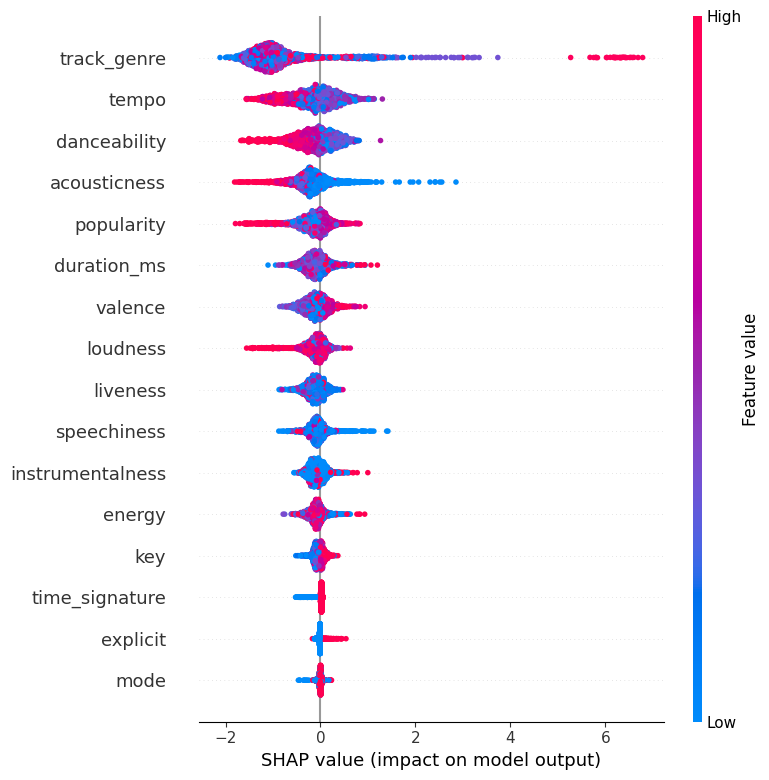 High
track_genre
tempo
danceability
acousticness
popularity
duration_ms
valence
loudness
liveness
speechiness
instrumentalness
energy
key
time_signature
explicit
mode
Feature value
Low
−2 0 2 4 6
SHAP value (impact on model output)